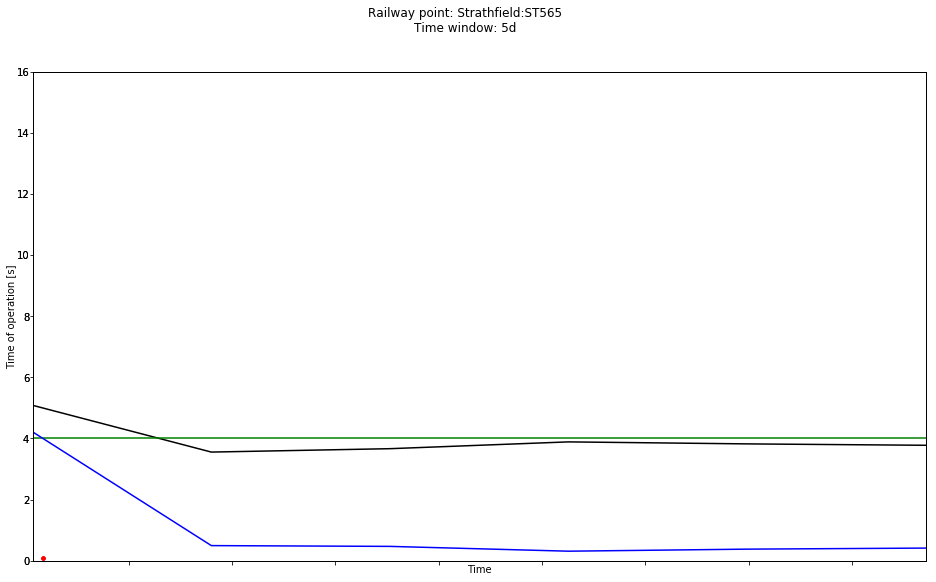 Railway point: Strathfield:ST565
Time window: 5d
16
14
12
10
8
6
4
2
0
Time of operation [s]
Time